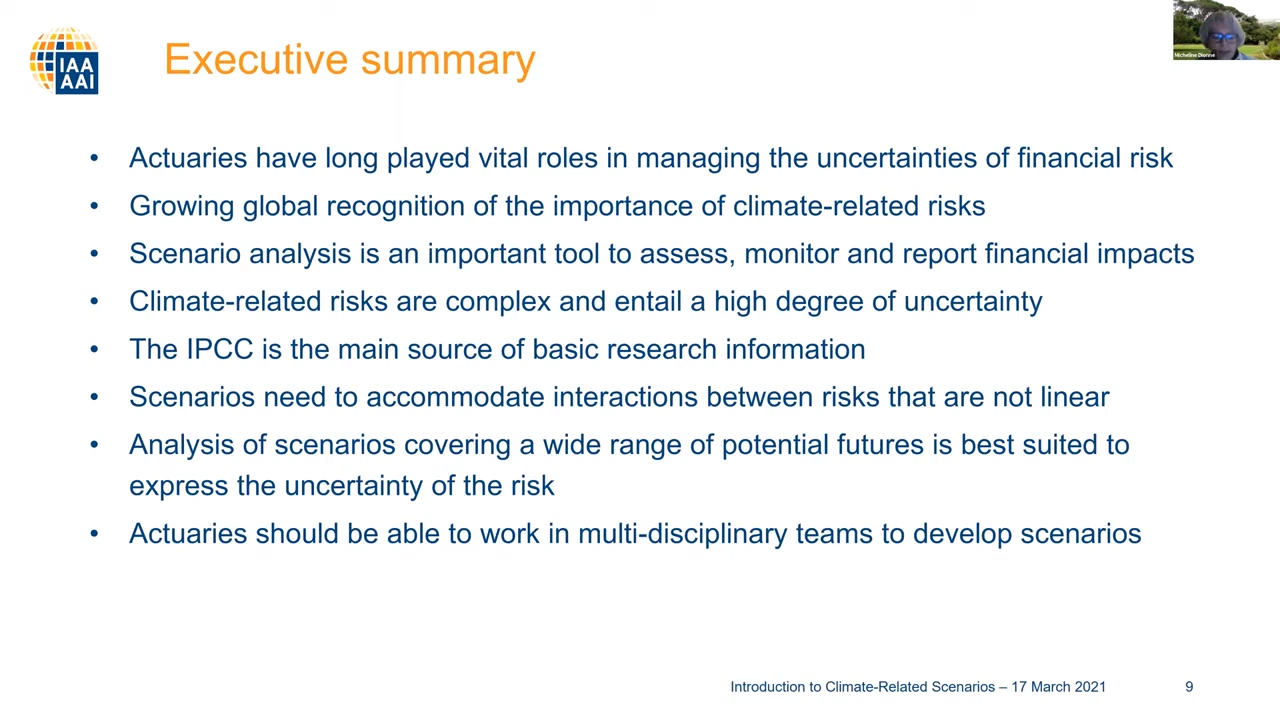 IAA
AAI
Executive summary
Micheline Dionne
• Actuaries have long played vital roles in managing the uncertainties of financial risk
• Growing global recognition of the importance of climate-related risks
• Scenario analysis is an important tool to assess, monitor and report financial impacts
• Climate-related risks are complex and entail a high degree of uncertainty
• The IPCC is the main source of basic research information
• Scenarios need to accommodate interactions between risks that are not linear
• Analysis of scenarios covering a wide range of potential futures is best suited to
express the uncertainty of the risk
• Actuaries should be able to work in multi-disciplinary teams to develop scenarios
Introduction to Climate-Related Scenarios – 17 March 2021
9